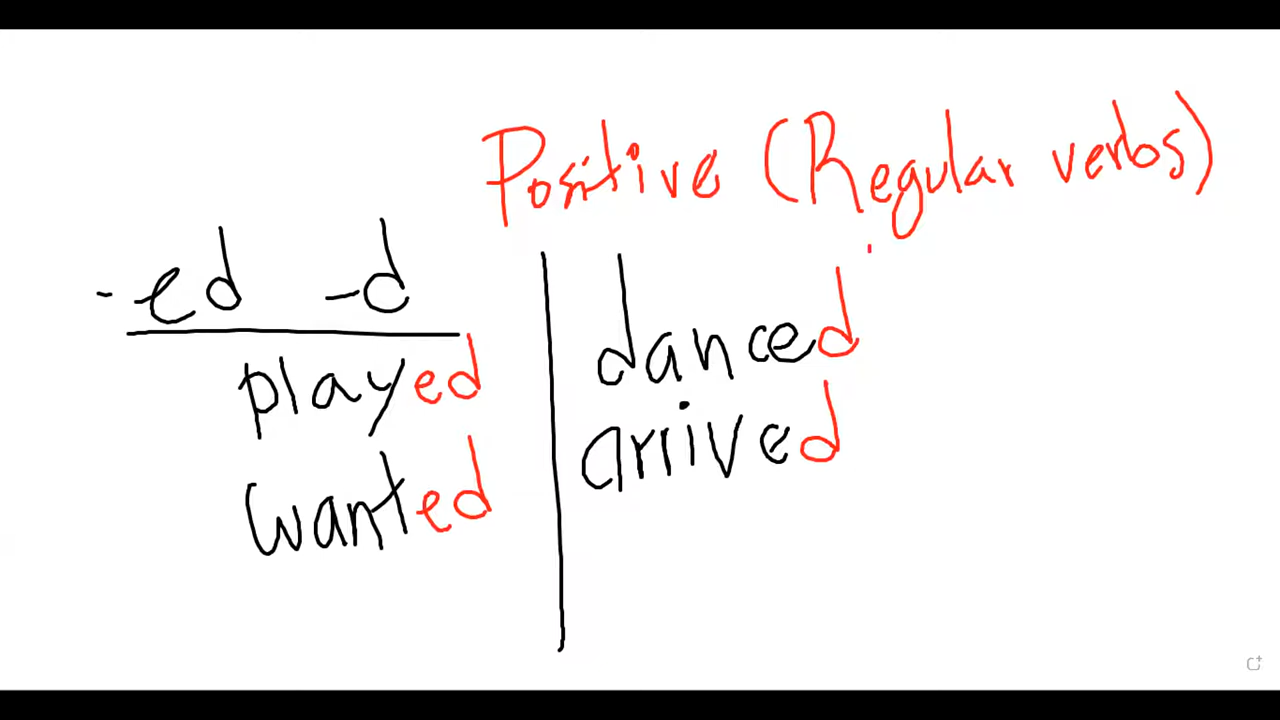 Positive (Regular verbs)
-ed -d
played
wanted
danced
arrived